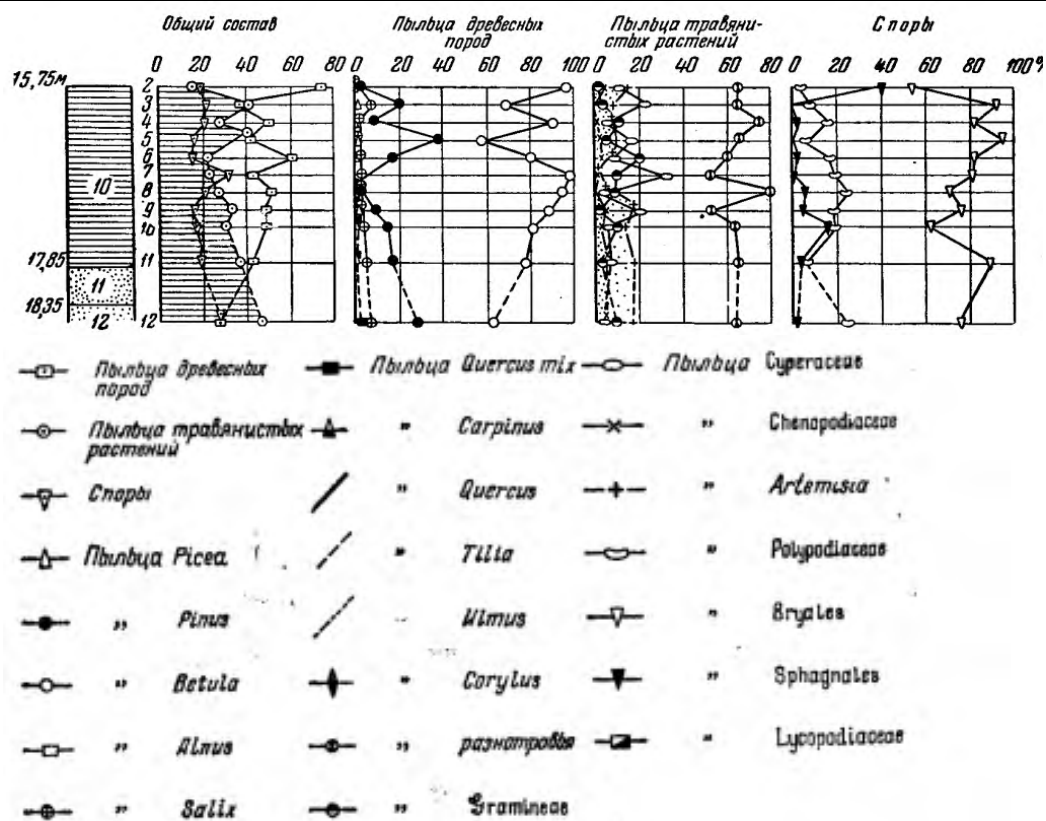 Общий состав
Пыльца древесных
пород
Пыльца травяни-
стых растений
Споры
0 20 40 60 80
0 20 40 60 80 100
0 20 40 60 80
0 20 40 60 80 100%
15,75м
2
3
4
5
6
7
8
9
10
11
12
10
17,85
11
18,35
12
Пыльца древесных
пород
Пыльца Quercus mix
Пыльца Cyperaceae
Пыльца травянистых
растений
" Carpinus
" Chenopodiaceae
Споры
" Quercus
" Artemisia
Пыльца Picea
" Tilia
" Polypodiaceae
" Pinus
" Ulmus
" Bryales
" Betula
" Corylus
" Sphagnales
" Alnus
" разнотровья
" Lycopodiaceae
" Salix
" Gramineae